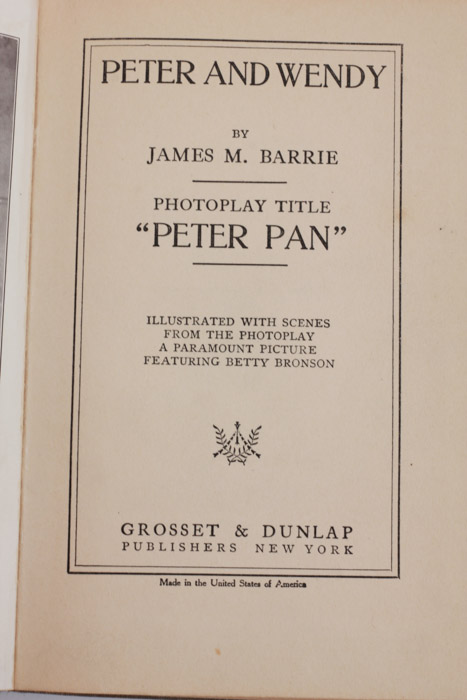 PETER AND WENDY
BY
JAMES M. BARRIE
PHOTOPLAY TITLE
“PETER PAN”
ILLUSTRATED WITH SCENES
FROM THE PHOTOPLAY
A PARAMOUNT PICTURE
FEATURING BETTY BRONSON
GROSSET & DUNLAP
PUBLISHERS NEW YORK
Made in the United States of America